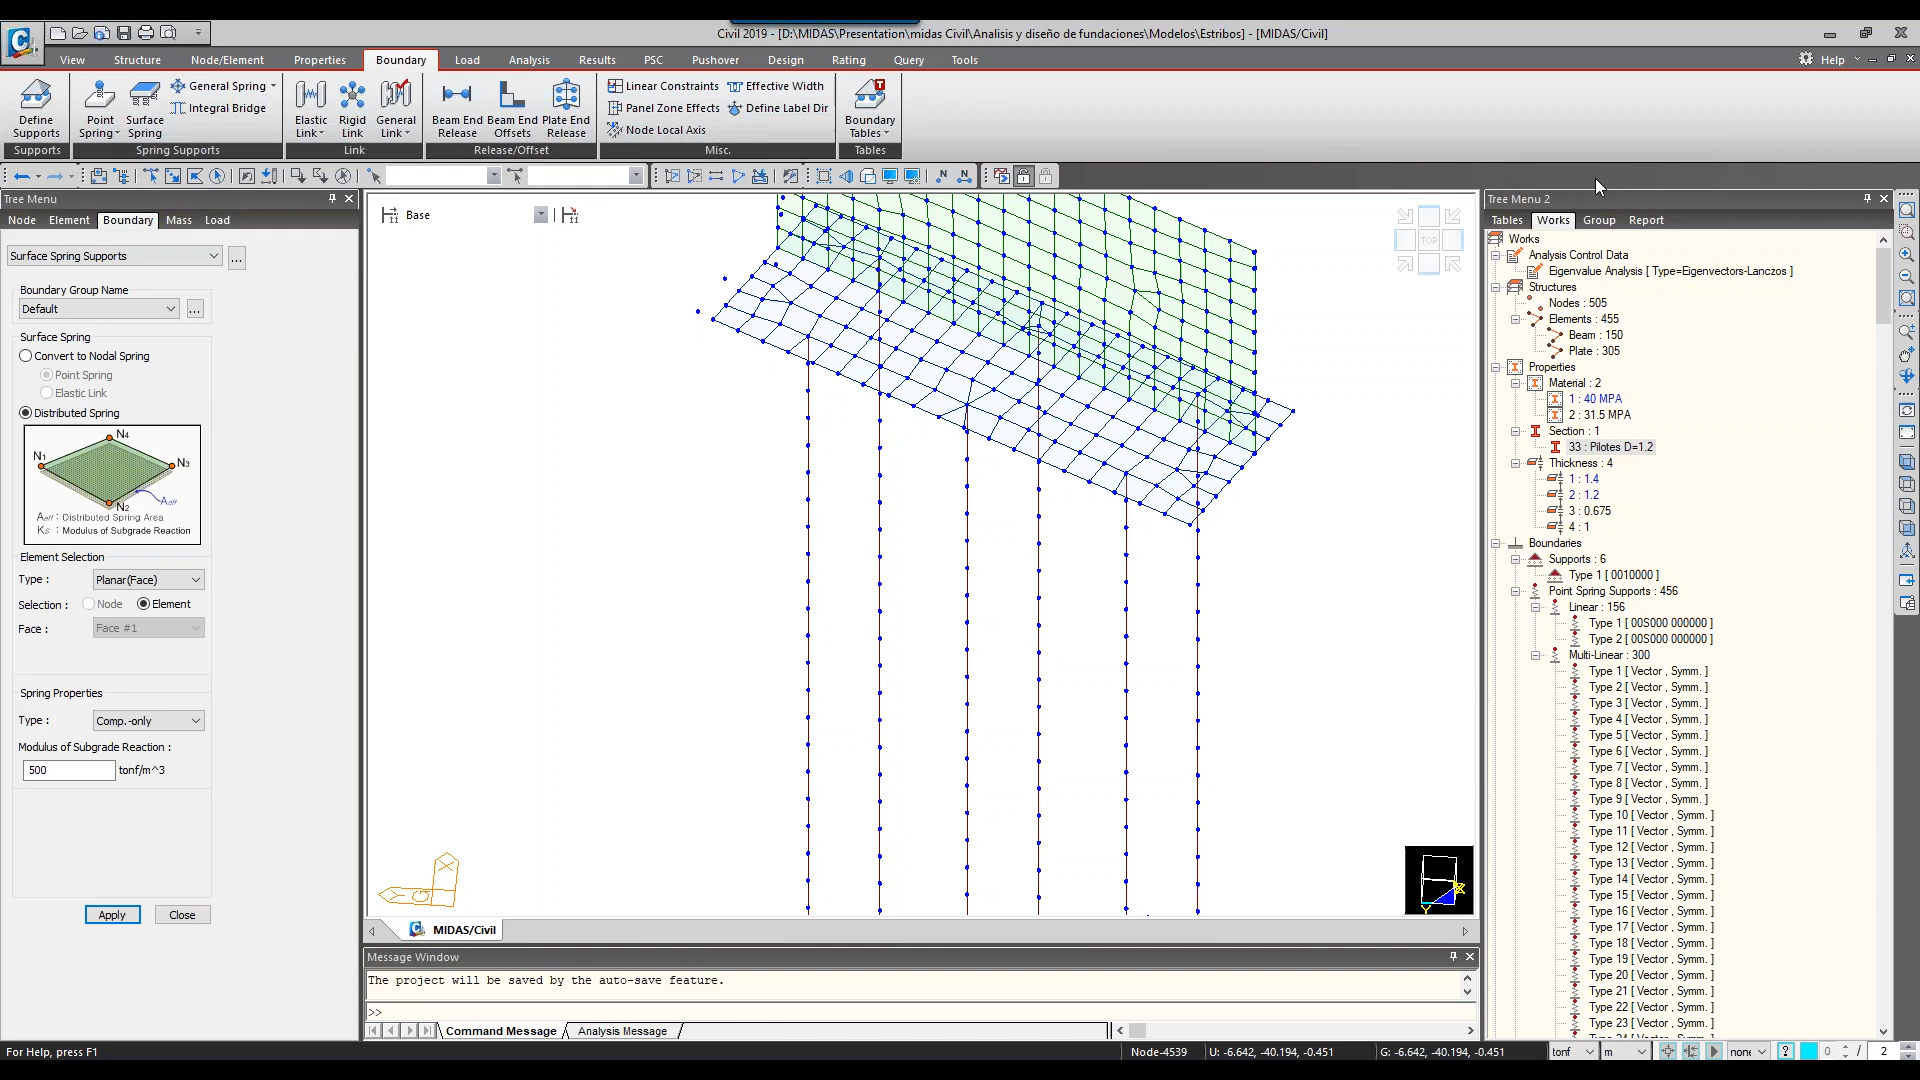 Civil 2019 - [D:\MIDAS\Presentation\midas Civil\Analisis y diseño de fundaciones\Modelos\Estribos] - [MIDAS/Civil]
View Structure Node/Element Properties Boundary Load Analysis Results PSC Pushover Design Rating Query Tools Help
Define Supports
Point Spring
Surface Spring
General Spring
Integral Bridge
Elastic Link
Rigid Link
General Link
Beam End Release
Beam End Offsets
Plate End Release
Linear Constraints
Effective Width
Panel Zone Effects
Define Label Dir
Node Local Axis
Boundary Tables
Supports Spring Supports Link Release/Offset Misc. Tables
Tree Menu
Node Element Boundary Mass Load
Surface Spring Supports ...
Boundary Group Name
Default ...
Surface Spring
Convert to Nodal Spring
Point Spring
Elastic Link
Distributed Spring
N4
N1
N3
N2
Aeff
Aeff : Distributed Spring Area
Ks : Modulus of Subgrade Reaction
Element Selection
Type : Planar(Face)
Selection : Node Element
Face : Face #1
Spring Properties
Type : Comp.-only
Modulus of Subgrade Reaction :
500 tonf/m^3
Apply Close
Base
TOP
MIDAS/Civil
Message Window
The project will be saved by the auto-save feature.
>>
Command Message Analysis Message
Tree Menu 2
Tables Works Group Report
Works
Analysis Control Data
Eigenvalue Analysis [ Type=Eigenvectors-Lanczos ]
Structures
Nodes : 505
Elements : 455
Beam : 150
Plate : 305
Properties
Material : 2
1 : 40 MPA
2 : 31.5 MPA
Section : 1
33 : Pilotes D=1.2
Thickness : 4
1 : 1.4
2 : 1.2
3 : 0.675
4 : 1
Boundaries
Supports : 6
Type 1 [ 0010000 ]
Point Spring Supports : 456
Linear : 156
Type 1 [ 00S000 000000 ]
Type 2 [ 00S000 000000 ]
Multi-Linear : 300
Type 1 [ Vector , Symm. ]
Type 2 [ Vector , Symm. ]
Type 3 [ Vector , Symm. ]
Type 4 [ Vector , Symm. ]
Type 5 [ Vector , Symm. ]
Type 6 [ Vector , Symm. ]
Type 7 [ Vector , Symm. ]
Type 8 [ Vector , Symm. ]
Type 9 [ Vector , Symm. ]
Type 10 [ Vector , Symm. ]
Type 11 [ Vector , Symm. ]
Type 12 [ Vector , Symm. ]
Type 13 [ Vector , Symm. ]
Type 14 [ Vector , Symm. ]
Type 15 [ Vector , Symm. ]
Type 16 [ Vector , Symm. ]
Type 17 [ Vector , Symm. ]
Type 18 [ Vector , Symm. ]
Type 19 [ Vector , Symm. ]
Type 20 [ Vector , Symm. ]
Type 21 [ Vector , Symm. ]
Type 22 [ Vector , Symm. ]
Type 23 [ Vector , Symm. ]
For Help, press F1 Node-4539 U: -6.642, -40.194, -0.451 G: -6.642, -40.194, -0.451 tonf m none ? 0 / 2